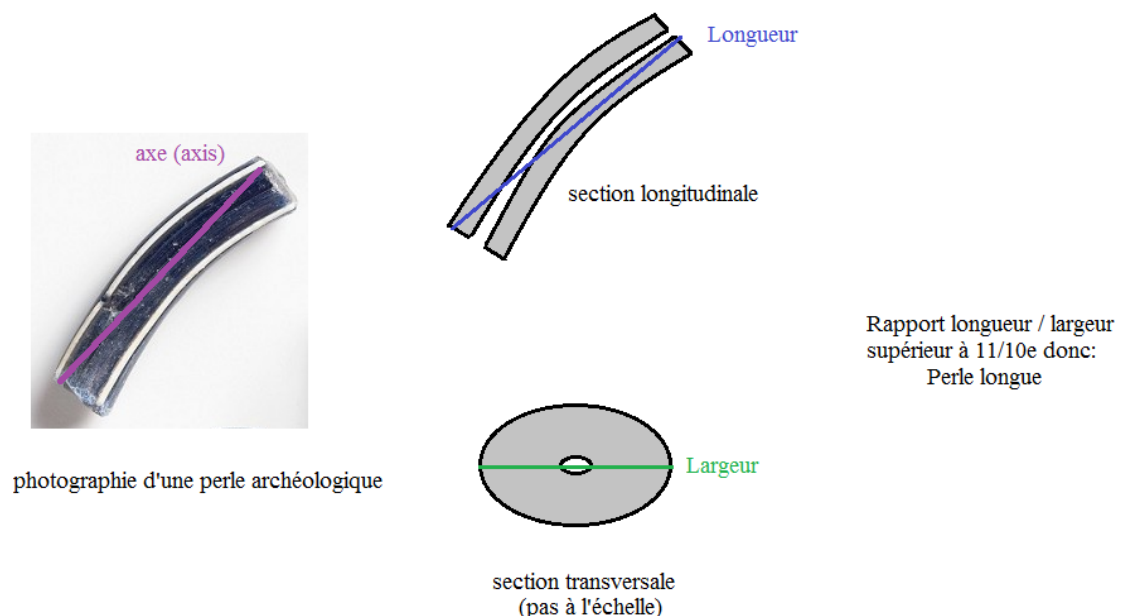 axe (axis)
photographie d'une perle archéologique
Longueur
section longitudinale
Largeur
section transversale
(pas à l'échelle)
Rapport longueur / largeur
supérieur à 11/10e donc:
Perle longue